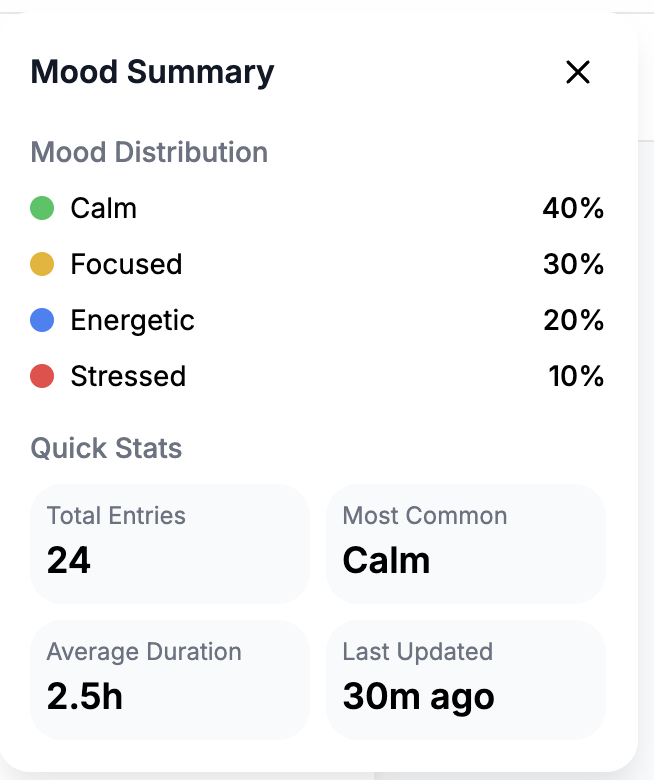 Mood Summary
Mood Distribution
Calm 40%
Focused 30%
Energetic 20%
Stressed 10%
Quick Stats
Total Entries
24
Most Common
Calm
Average Duration
2.5h
Last Updated
30m ago